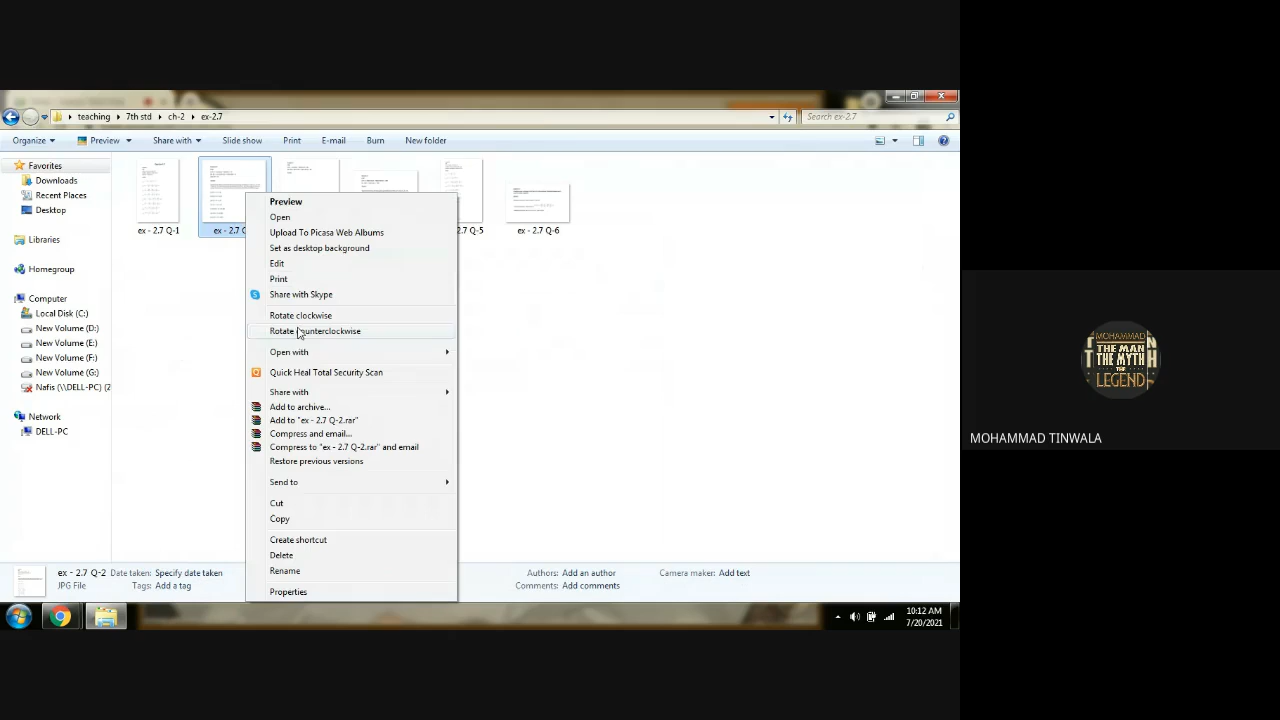 teaching 7th std ch-2 ex-2.7 Search ex-2.7
Organize Preview Share with Slide show Print E-mail Burn New folder
Favorites
Downloads
Recent Places
Desktop
Libraries
Homegroup
Computer
Local Disk (C:)
New Volume (D:)
New Volume (E:)
New Volume (F:)
New Volume (G:)
Nafis (\\DELL-PC) (Z
Network
DELL-PC
ex - 2.7 Q-1
ex - 2.7 Q
2.7 Q-5
ex - 2.7 Q-6
Preview
Open
Upload To Picasa Web Albums
Set as desktop background
Edit
Print
Share with Skype
Rotate clockwise
Rotate counterclockwise
Open with
Quick Heal Total Security Scan
Share with
Add to archive...
Add to "ex - 2.7 Q-2.rar"
Compress and email...
Compress to "ex - 2.7 Q-2.rar" and email
Restore previous versions
Send to
Cut
Copy
Create shortcut
Delete
Rename
Properties
ex - 2.7 Q-2 Date taken: Specify date taken
JPG File Tags: Add a tag
Authors: Add an author
Comments: Add comments
Camera maker: Add text
10:12 AM
7/20/2021
MOHAMMAD
THE MAN
THE MYTH
THE
LEGEND
MOHAMMAD TINWALA